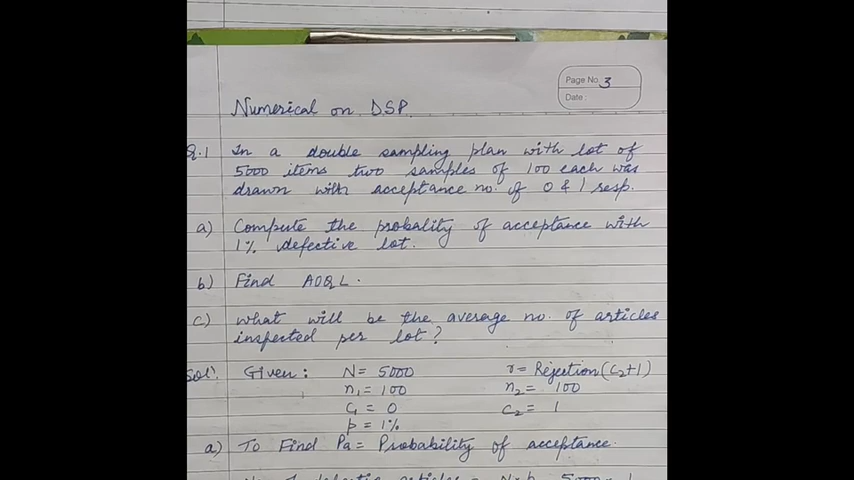 Page No. 3
Date:
Numerical on DSP.
Q.1 In a double sampling plan with lot of
5000 items two samples of 100 each was
drawn with acceptance no. of 0 & 1 resp.
a) Compute the probality of acceptance with
1% defective lot.
b) Find AOQL.
c) what will be the average no. of articles
inspected per lot?
Solⁿ. Given: N = 5000 r = Rejection (C₂+1)
n₁ = 100 n₂ = 100
C₁ = 0 C₂ = 1
p = 1%
a) To Find Pa = Probability of acceptance.